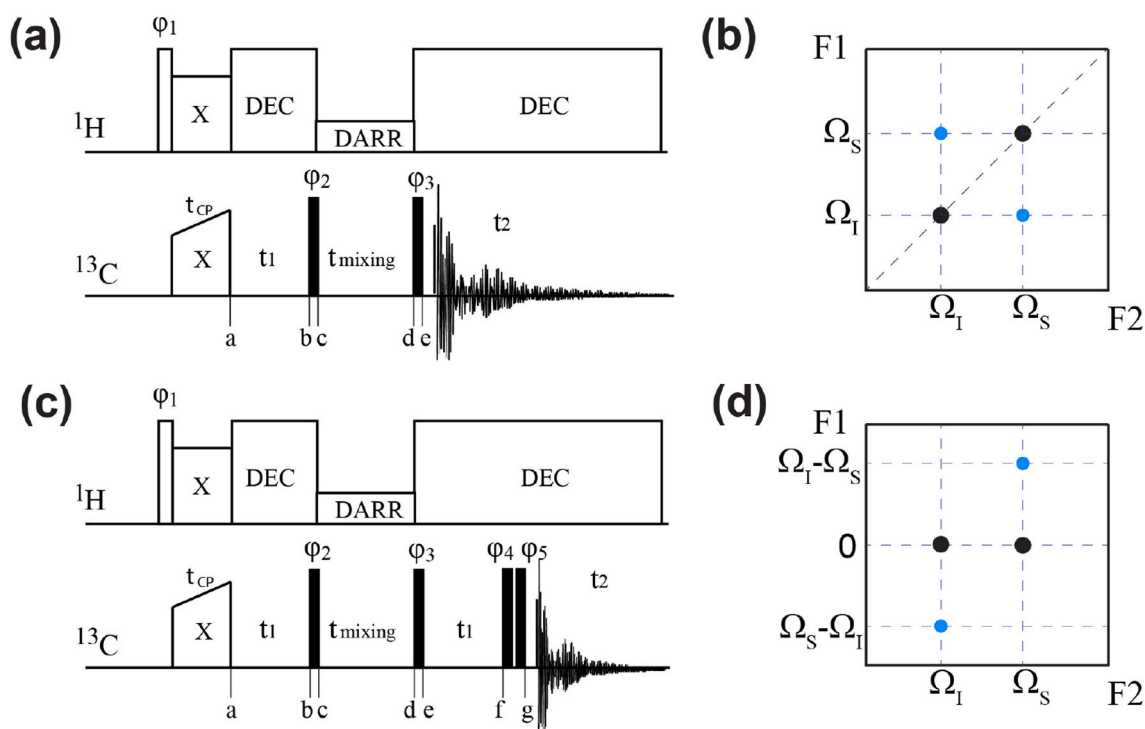 (a)
φ1
¹H
X
DEC
DARR
DEC
¹³C
tCP
X
t1
φ2
tmixing
φ3
t2
a
b
c
d
e
(b)
F1
ΩS
ΩI
ΩI
ΩS
F2
(c)
φ1
¹H
X
DEC
DARR
DEC
¹³C
tCP
X
t1
φ2
tmixing
φ3
t1
φ4
φ5
t2
a
b
c
d
e
f
g
(d)
F1
ΩI-ΩS
0
ΩS-ΩI
ΩI
ΩS
F2